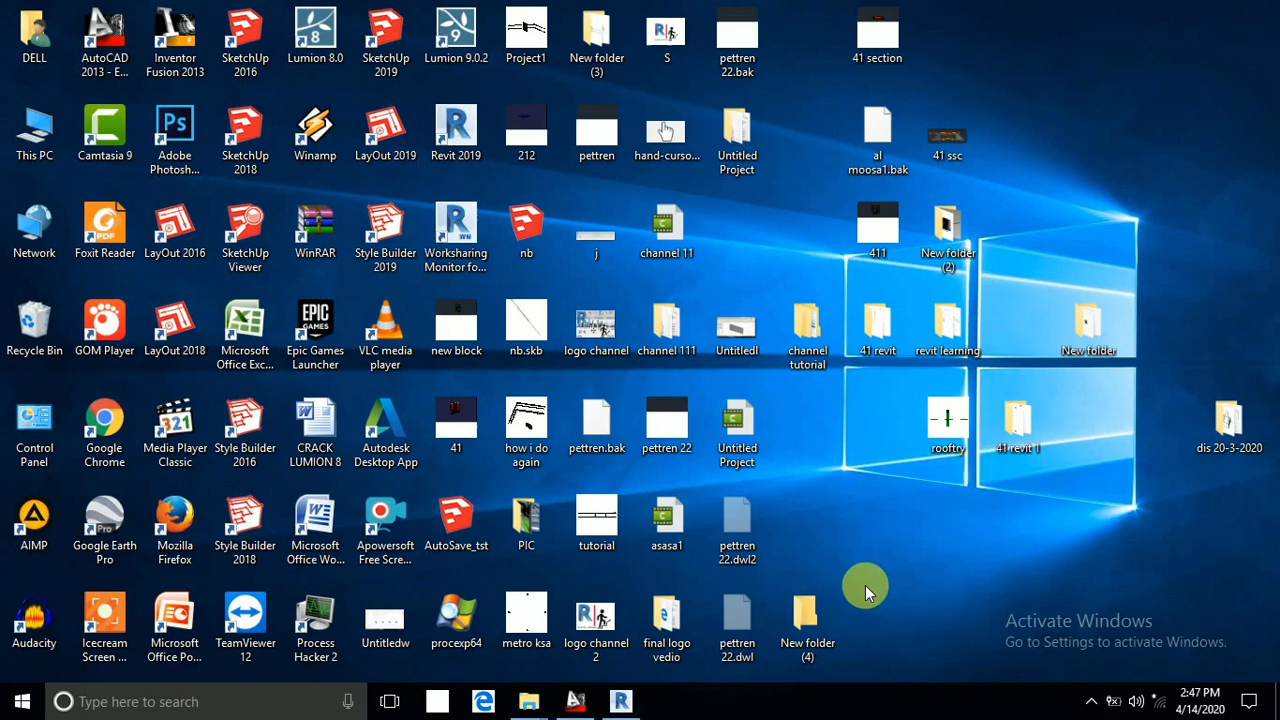 DELL
AutoCAD
2013 - E...
Inventor
Fusion 2013
SketchUp
2016
Lumion 8.0
SketchUp
2019
Lumion 9.0.2
Project1
New folder
(3)
S
pettren
22.bak
41 section
This PC
Camtasia 9
Adobe
Photosh...
SketchUp
2018
Winamp
LayOut 2019
Revit 2019
212
pettren
hand-curso...
Untitled
Project
al
moosa1.bak
41 ssc
Network
Foxit Reader
LayOut 2016
SketchUp
Viewer
WinRAR
Style Builder
2019
Worksharing
Monitor fo...
nb
j
channel 11
411
New folder
(2)
Recycle Bin
GOM Player
LayOut 2018
Microsoft
Office Exc...
Epic Games
Launcher
VLC media
player
new block
nb.skb
logo channel
channel 111
Untitledl
channel
tutorial
41 revit
revit learning
New folder
Control
Panel
Google
Chrome
Media Player
Classic
Style Builder
2016
CRACK
LUMION 8
Autodesk
Desktop App
41
how i do
again
pettren.bak
pettren 22
Untitled
Project
rooftry
41 revit 1
dis 20-3-2020
AIMP
Google Earth
Pro
Mozilla
Firefox
Style Builder
2018
Microsoft
Office Wo...
Apowersoft
Free Scre...
AutoSave_tst
PIC
tutorial
asasa1
pettren
22.dwl2
Audacity
Icecream
Screen ...
Microsoft
Office Po...
TeamViewer
12
Process
Hacker 2
Untitledw
procexp64
metro ksa
logo channel
2
final logo
vedio
pettren
22.dwl
New folder
(4)
Activate Windows
Go to Settings to activate Windows.
Type here to search
2:47 PM
4/14/2020